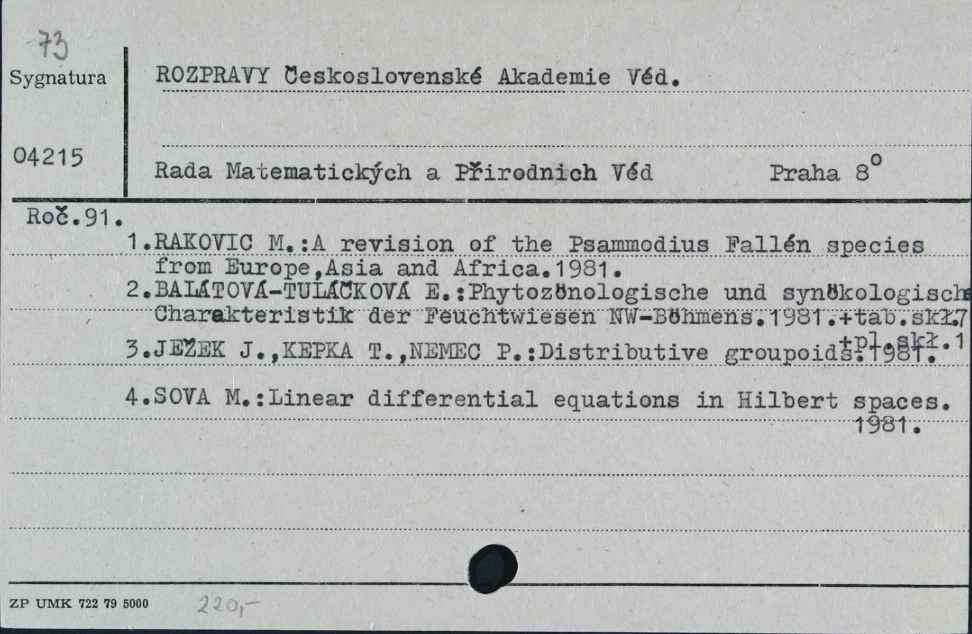 73
Sygnatura
ROZPRAVY Československé Akademie Véd.
04215
Rada Matematických a Přirodnich Véd Praha 8°
Roč.91.
1.RAKOVIC M.:A revision of the Psammodius Fallén species
from Europe,Asia and Africa.1981.
2.BALÁTOVÁ-TULÁČKOVÁ E.:Phytozönologische und synökologische
Charakteristik der Feuchtwiesen NW-Böhmens.1981.+tab.skł.7
+pl.skł.1
3.JEŽEK J.,KEPKA T.,NEMEC P.:Distributive groupoids.1981.
4.SOVA M.:Linear differential equations in Hilbert spaces.
1981.
ZP UMK 722 79 5000 220,-